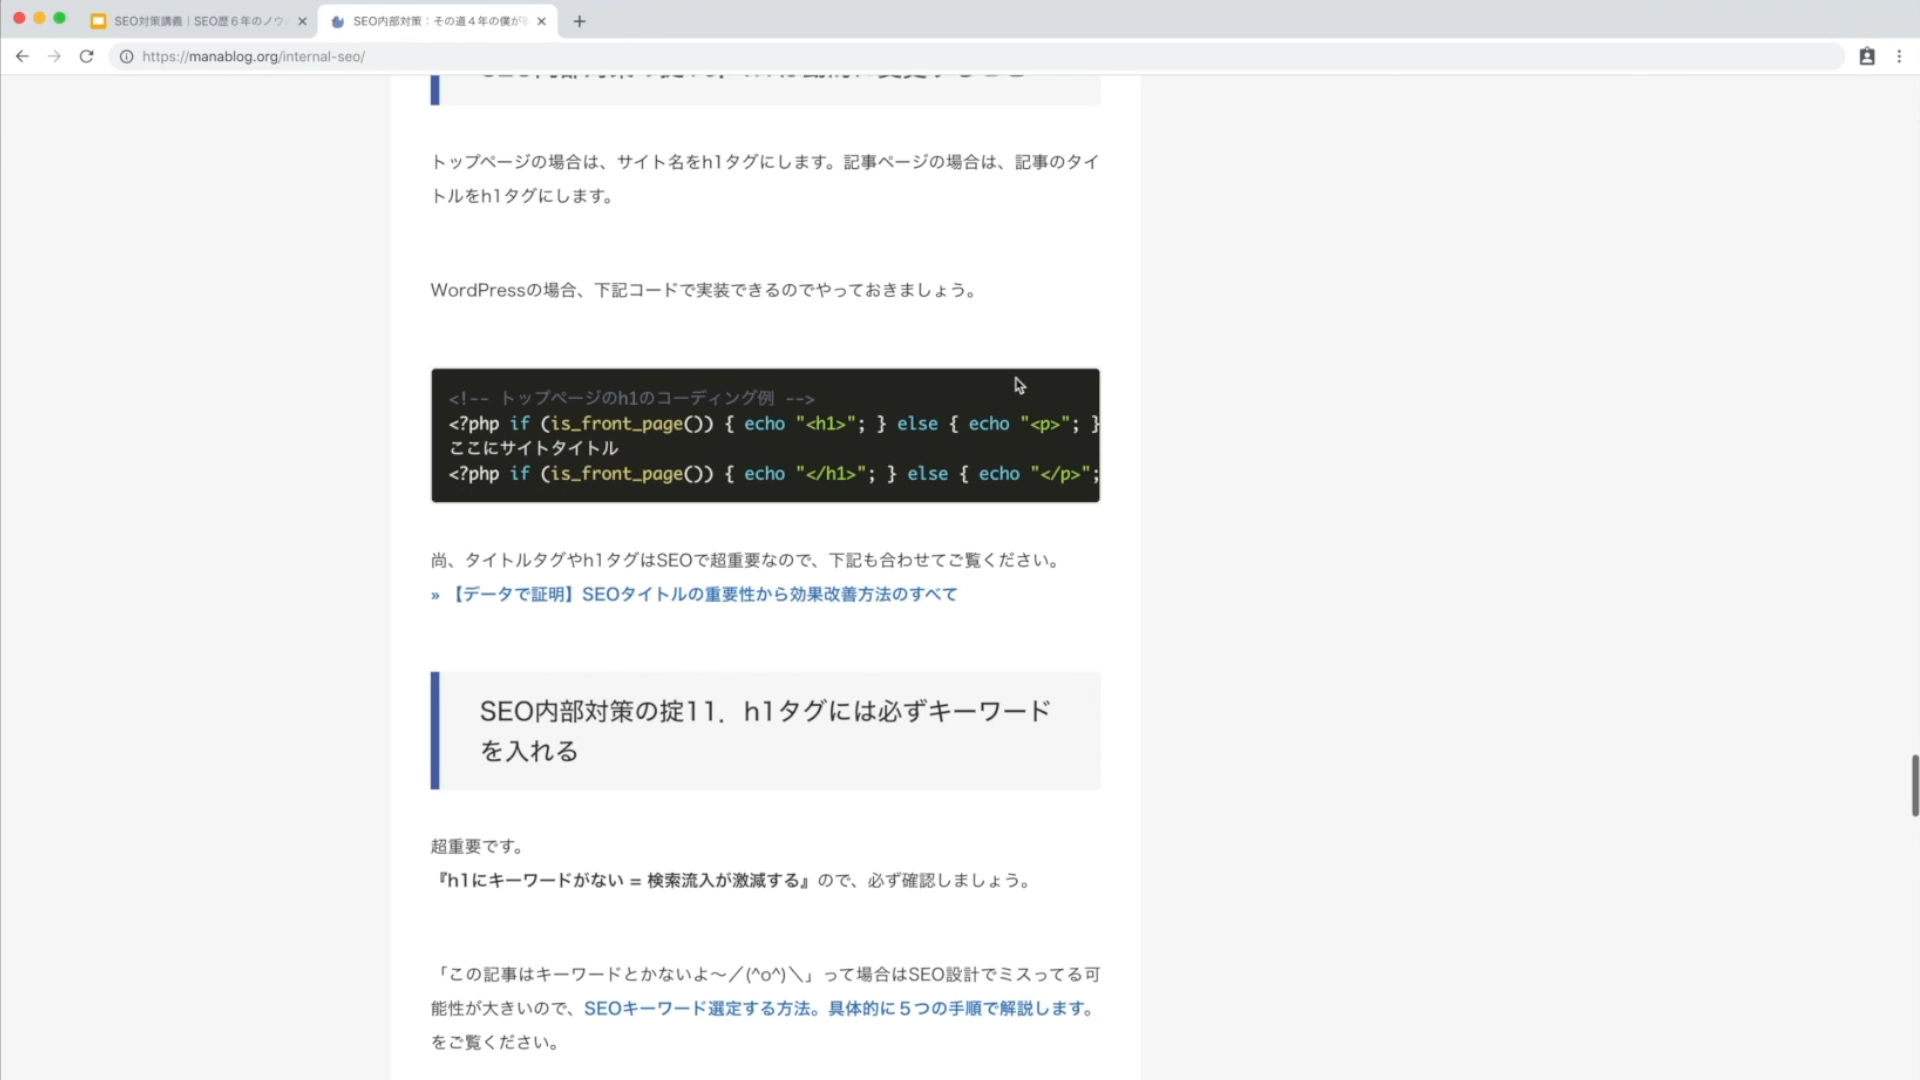 SEO対策講義｜SEO歴６年のノウ
SEO内部対策：その道４年の僕が
https://manablog.org/internal-seo/
トップページの場合は、サイト名をh1タグにします。記事ページの場合は、記事のタイ
トルをh1タグにします。
WordPressの場合、下記コードで実装できるのでやっておきましょう。
<!-- トップページのh1のコーディング例 -->
<?php if (is_front_page()) { echo "<h1>"; } else { echo "<p>"; }
ここにサイトタイトル
<?php if (is_front_page()) { echo "</h1>"; } else { echo "</p>";
尚、タイトルタグやh1タグはSEOで超重要なので、下記も合わせてご覧ください。
» 【データで証明】SEOタイトルの重要性から効果改善方法のすべて
SEO内部対策の掟11．h1タグには必ずキーワード
を入れる
超重要です。
『h1にキーワードがない = 検索流入が激減する』ので、必ず確認しましょう。
「この記事はキーワードとかないよ〜／(^o^)＼」って場合はSEO設計でミスってる可
能性が大きいので、SEOキーワード選定する方法。具体的に５つの手順で解説します。
をご覧ください。